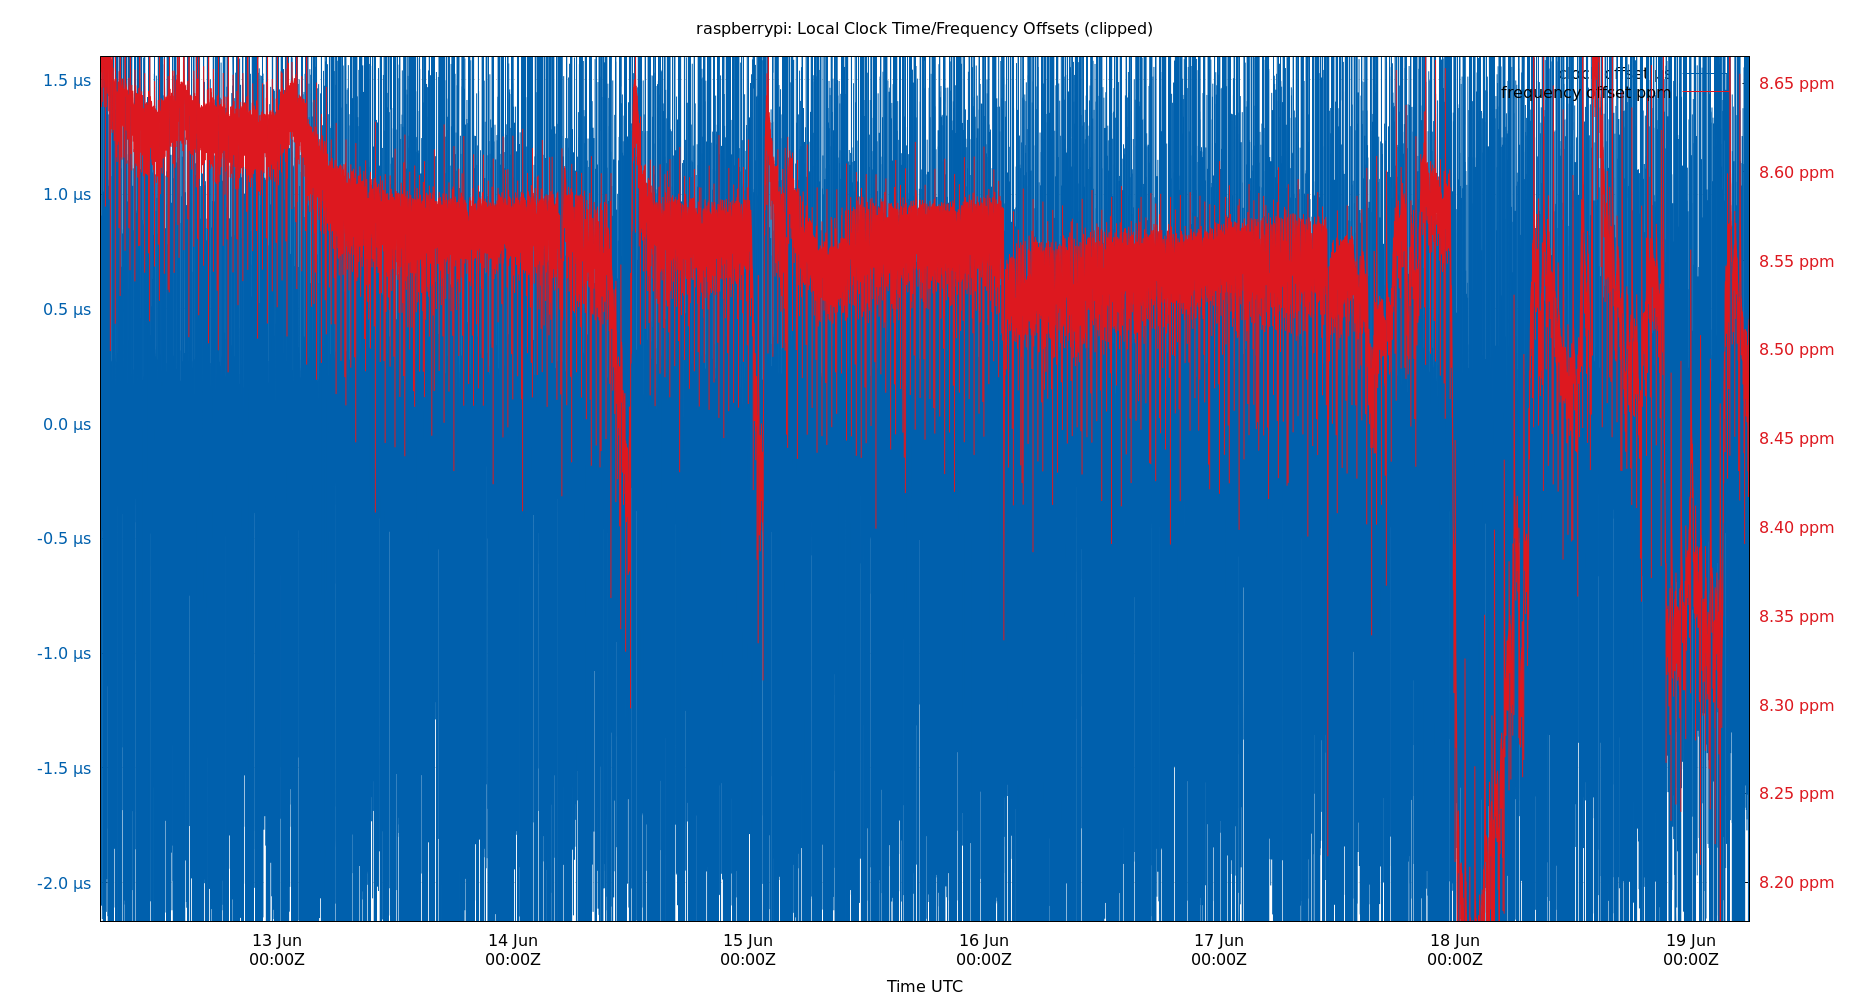 raspberrypi: Local Clock Time/Frequency Offsets (clipped)
clock offset µs
frequency offset ppm
1.5 µs
1.0 µs
0.5 µs
0.0 µs
-0.5 µs
-1.0 µs
-1.5 µs
-2.0 µs
8.65 ppm
8.60 ppm
8.55 ppm
8.50 ppm
8.45 ppm
8.40 ppm
8.35 ppm
8.30 ppm
8.25 ppm
8.20 ppm
13 Jun 14 Jun 15 Jun 16 Jun 17 Jun 18 Jun 19 Jun
00:00Z 00:00Z 00:00Z 00:00Z 00:00Z 00:00Z 00:00Z
Time UTC